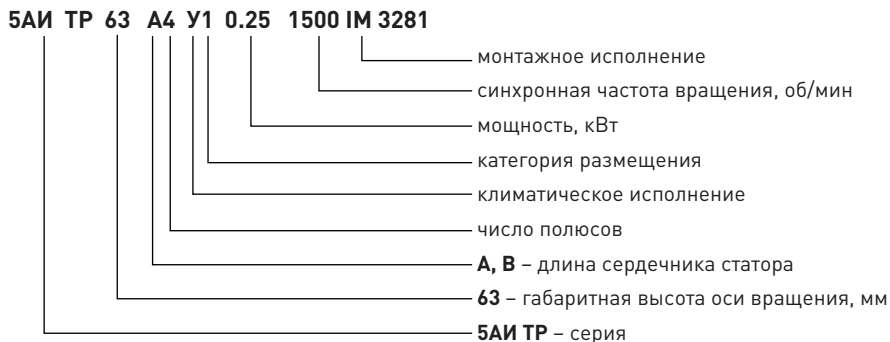 5АИ ТР 63 А4 У1 0.25 1500 IM 3281
монтажное исполнение
синхронная частота вращения, об/мин
мощность, кВт
категория размещения
климатическое исполнение
число полюсов
А, В – длина сердечника статора
63 – габаритная высота оси вращения, мм
5АИ ТР – серия